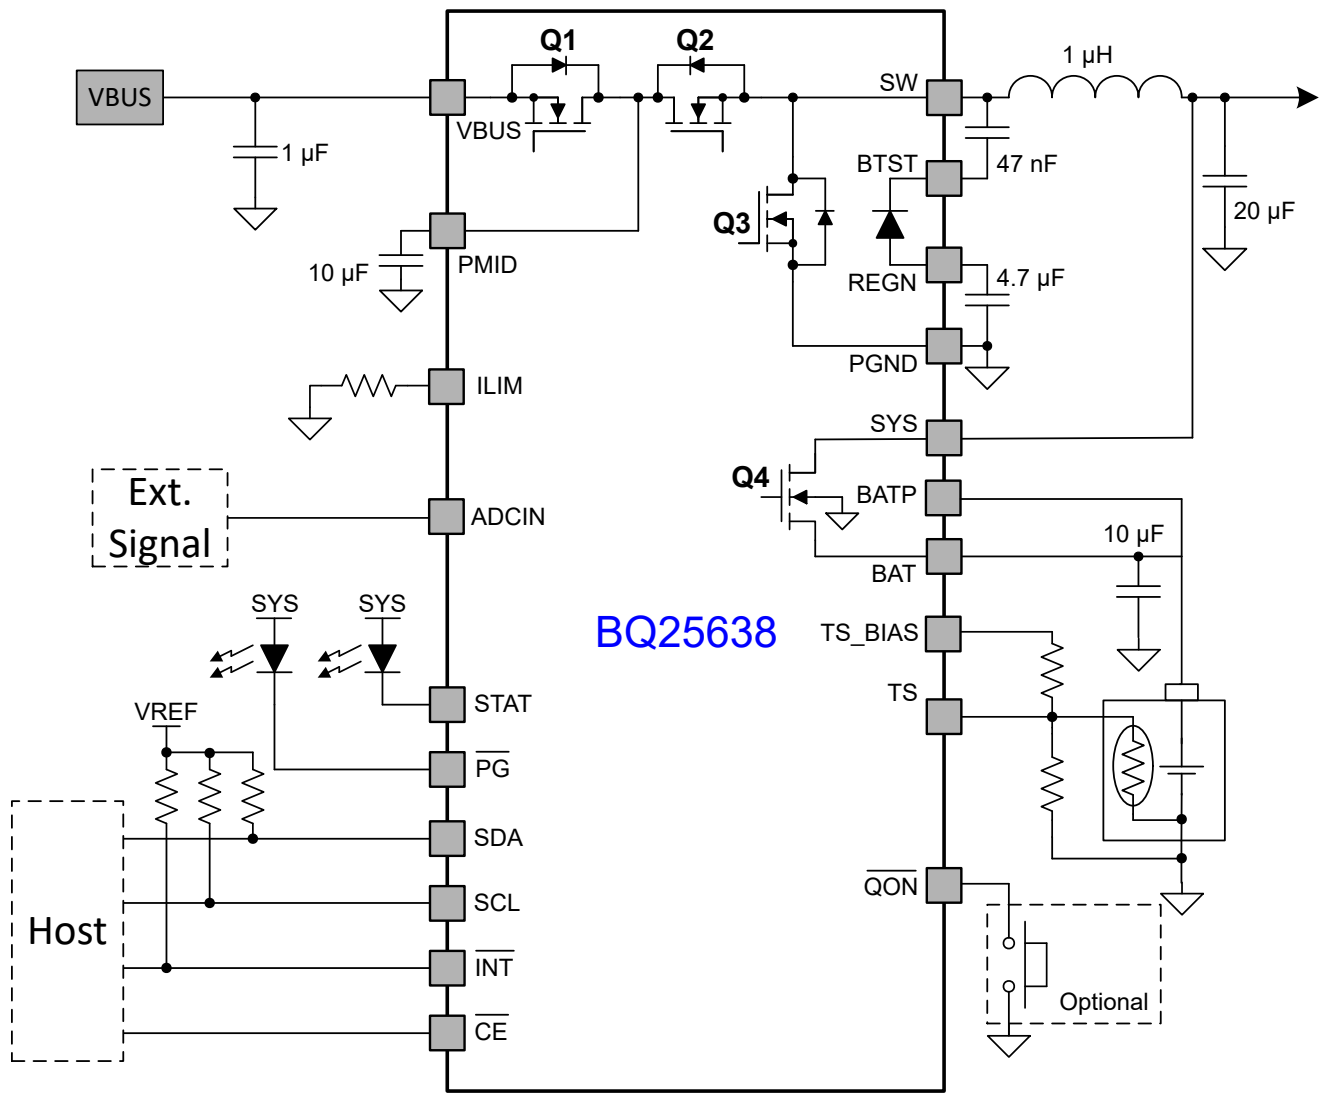 Q1
Q2
1 µH
SW
VBUS
VBUS
1 µF
BTST
47 nF
20 µF
Q3
PMID
10 µF
REGN
4.7 µF
PGND
ILIM
SYS
Q4
BATP
Ext.
Signal
ADCIN
10 µF
BAT
SYS
SYS
BQ25638
TS_BIAS
TS
STAT
VREF
PG
SDA
QON
SCL
Host
INT
Optional
CE